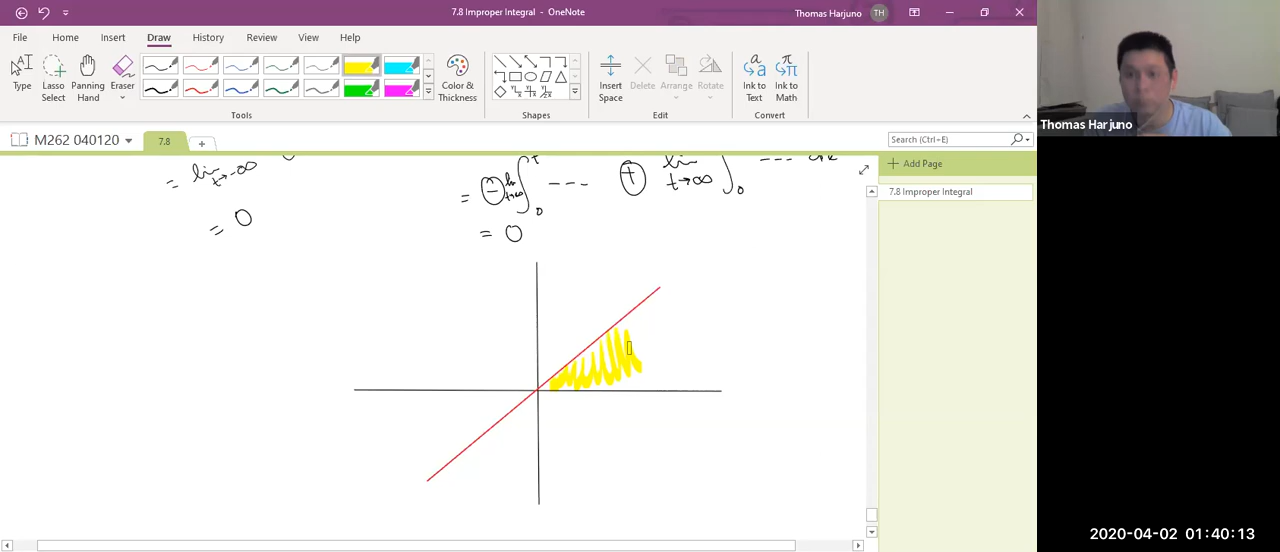 7.8 Improper Integral - OneNote
Thomas Harjuno TH
File Home Insert Draw History Review View Help
Type
Lasso Select
Panning Hand
Eraser
Color & Thickness
Insert Space
Delete
Arrange
Rotate
Ink to Text
Ink to Math
Tools
Shapes
Edit
Convert
M262 040120
7.8
Search (Ctrl+E)
Add Page
7.8 Improper Integral
= lim t→-∞
= 0
= - lim t→∞ ∫ 0 t --- + lim t→∞ ∫ 0 ---
= 0
Thomas Harjuno
2020-04-02 01:40:13